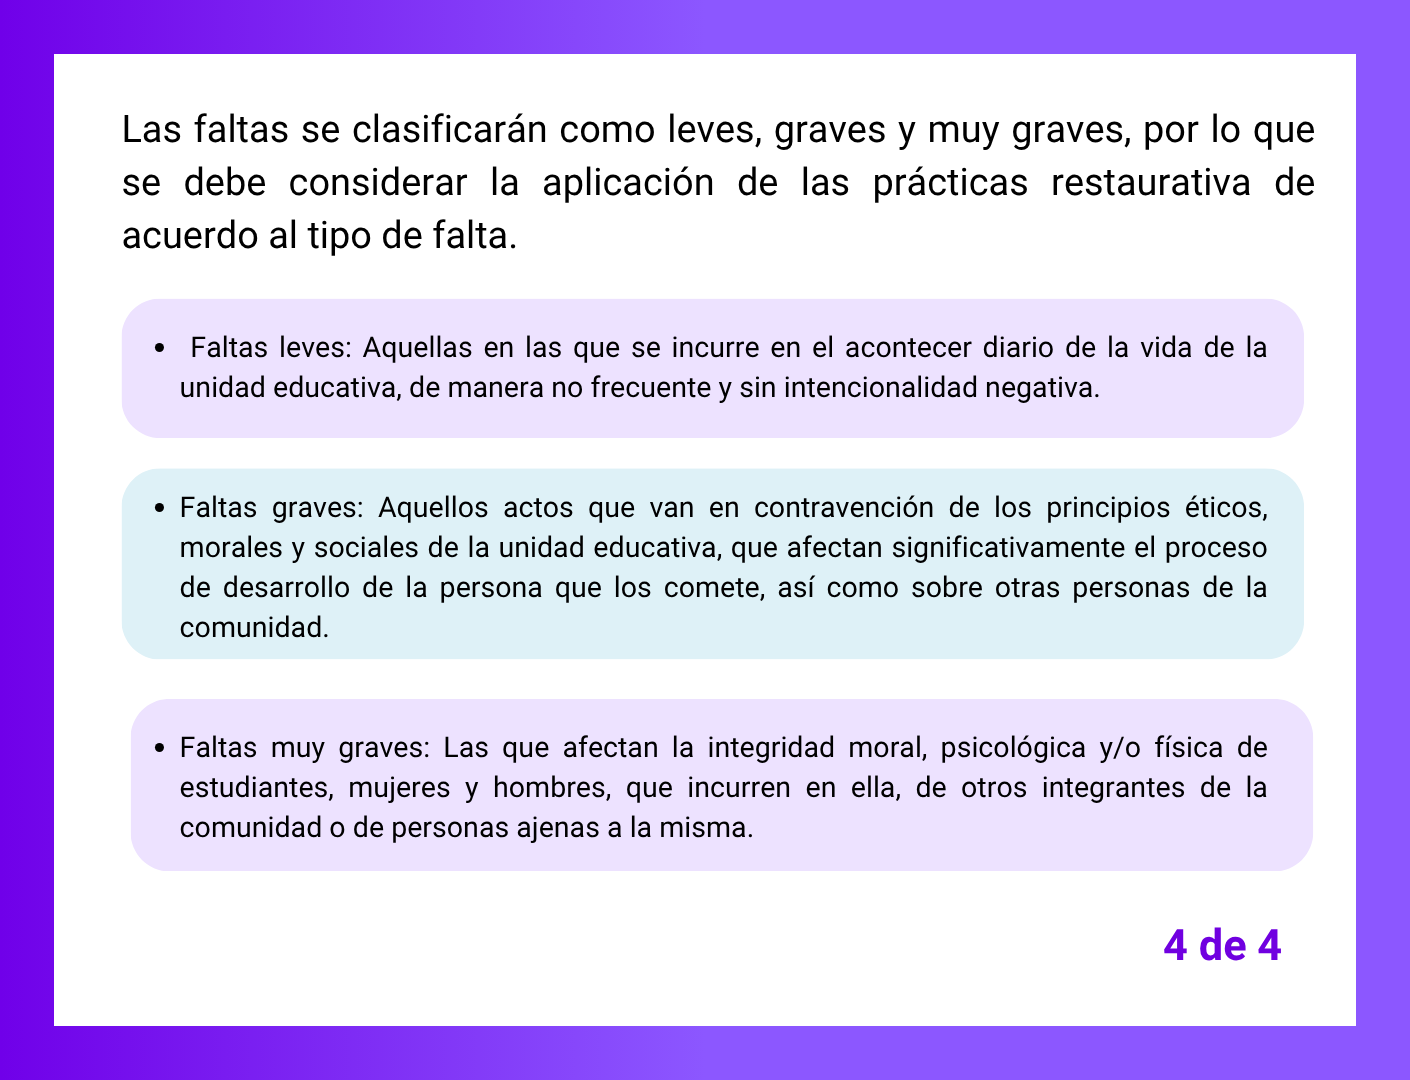 Las faltas se clasificarán como leves, graves y muy graves, por lo que
se debe considerar la aplicación de las prácticas restaurativa de
acuerdo al tipo de falta.
• Faltas leves: Aquellas en las que se incurre en el acontecer diario de la vida de la
unidad educativa, de manera no frecuente y sin intencionalidad negativa.
• Faltas graves: Aquellos actos que van en contravención de los principios éticos,
morales y sociales de la unidad educativa, que afectan significativamente el proceso
de desarrollo de la persona que los comete, así como sobre otras personas de la
comunidad.
• Faltas muy graves: Las que afectan la integridad moral, psicológica y/o física de
estudiantes, mujeres y hombres, que incurren en ella, de otros integrantes de la
comunidad o de personas ajenas a la misma.
4 de 4